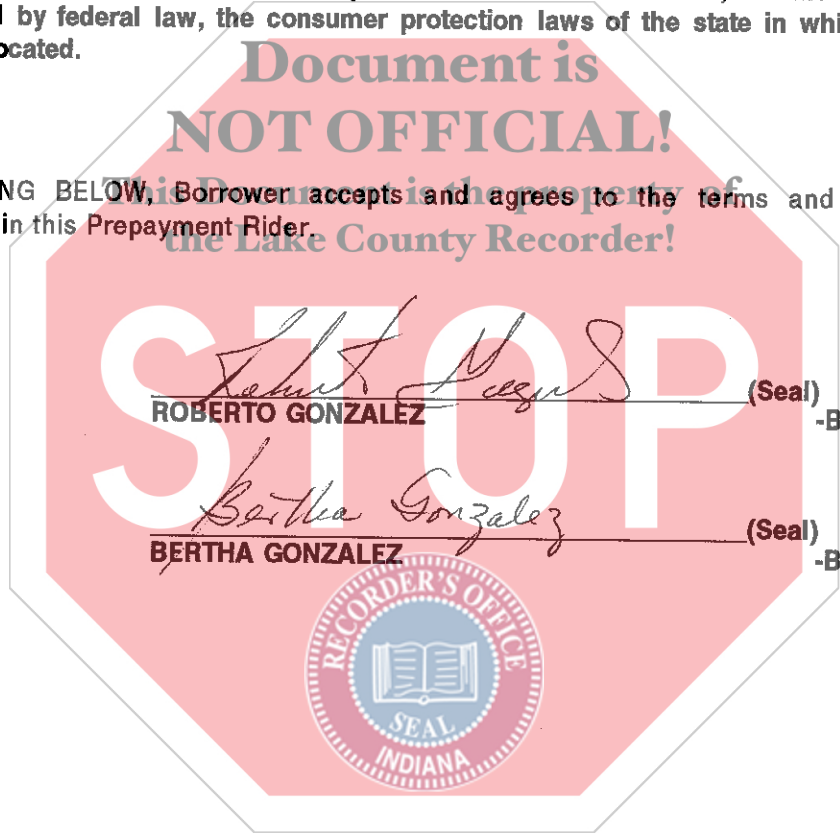 l by federal law, the consumer protection laws of the state in whi
ocated.
Document is
NOT OFFICIAL!
NG BELOW, Borrower accepts and agrees to the terms and
This Document is the property of
in this Prepayment Rider.
the Lake County Recorder!
STOP
Roberto Gonzalez
(Seal)
ROBERTO GONZALEZ
-B
Bertha Gonzalez
(Seal)
BERTHA GONZALEZ
-B
RECORDER'S OFFICE
SEAL
INDIANA